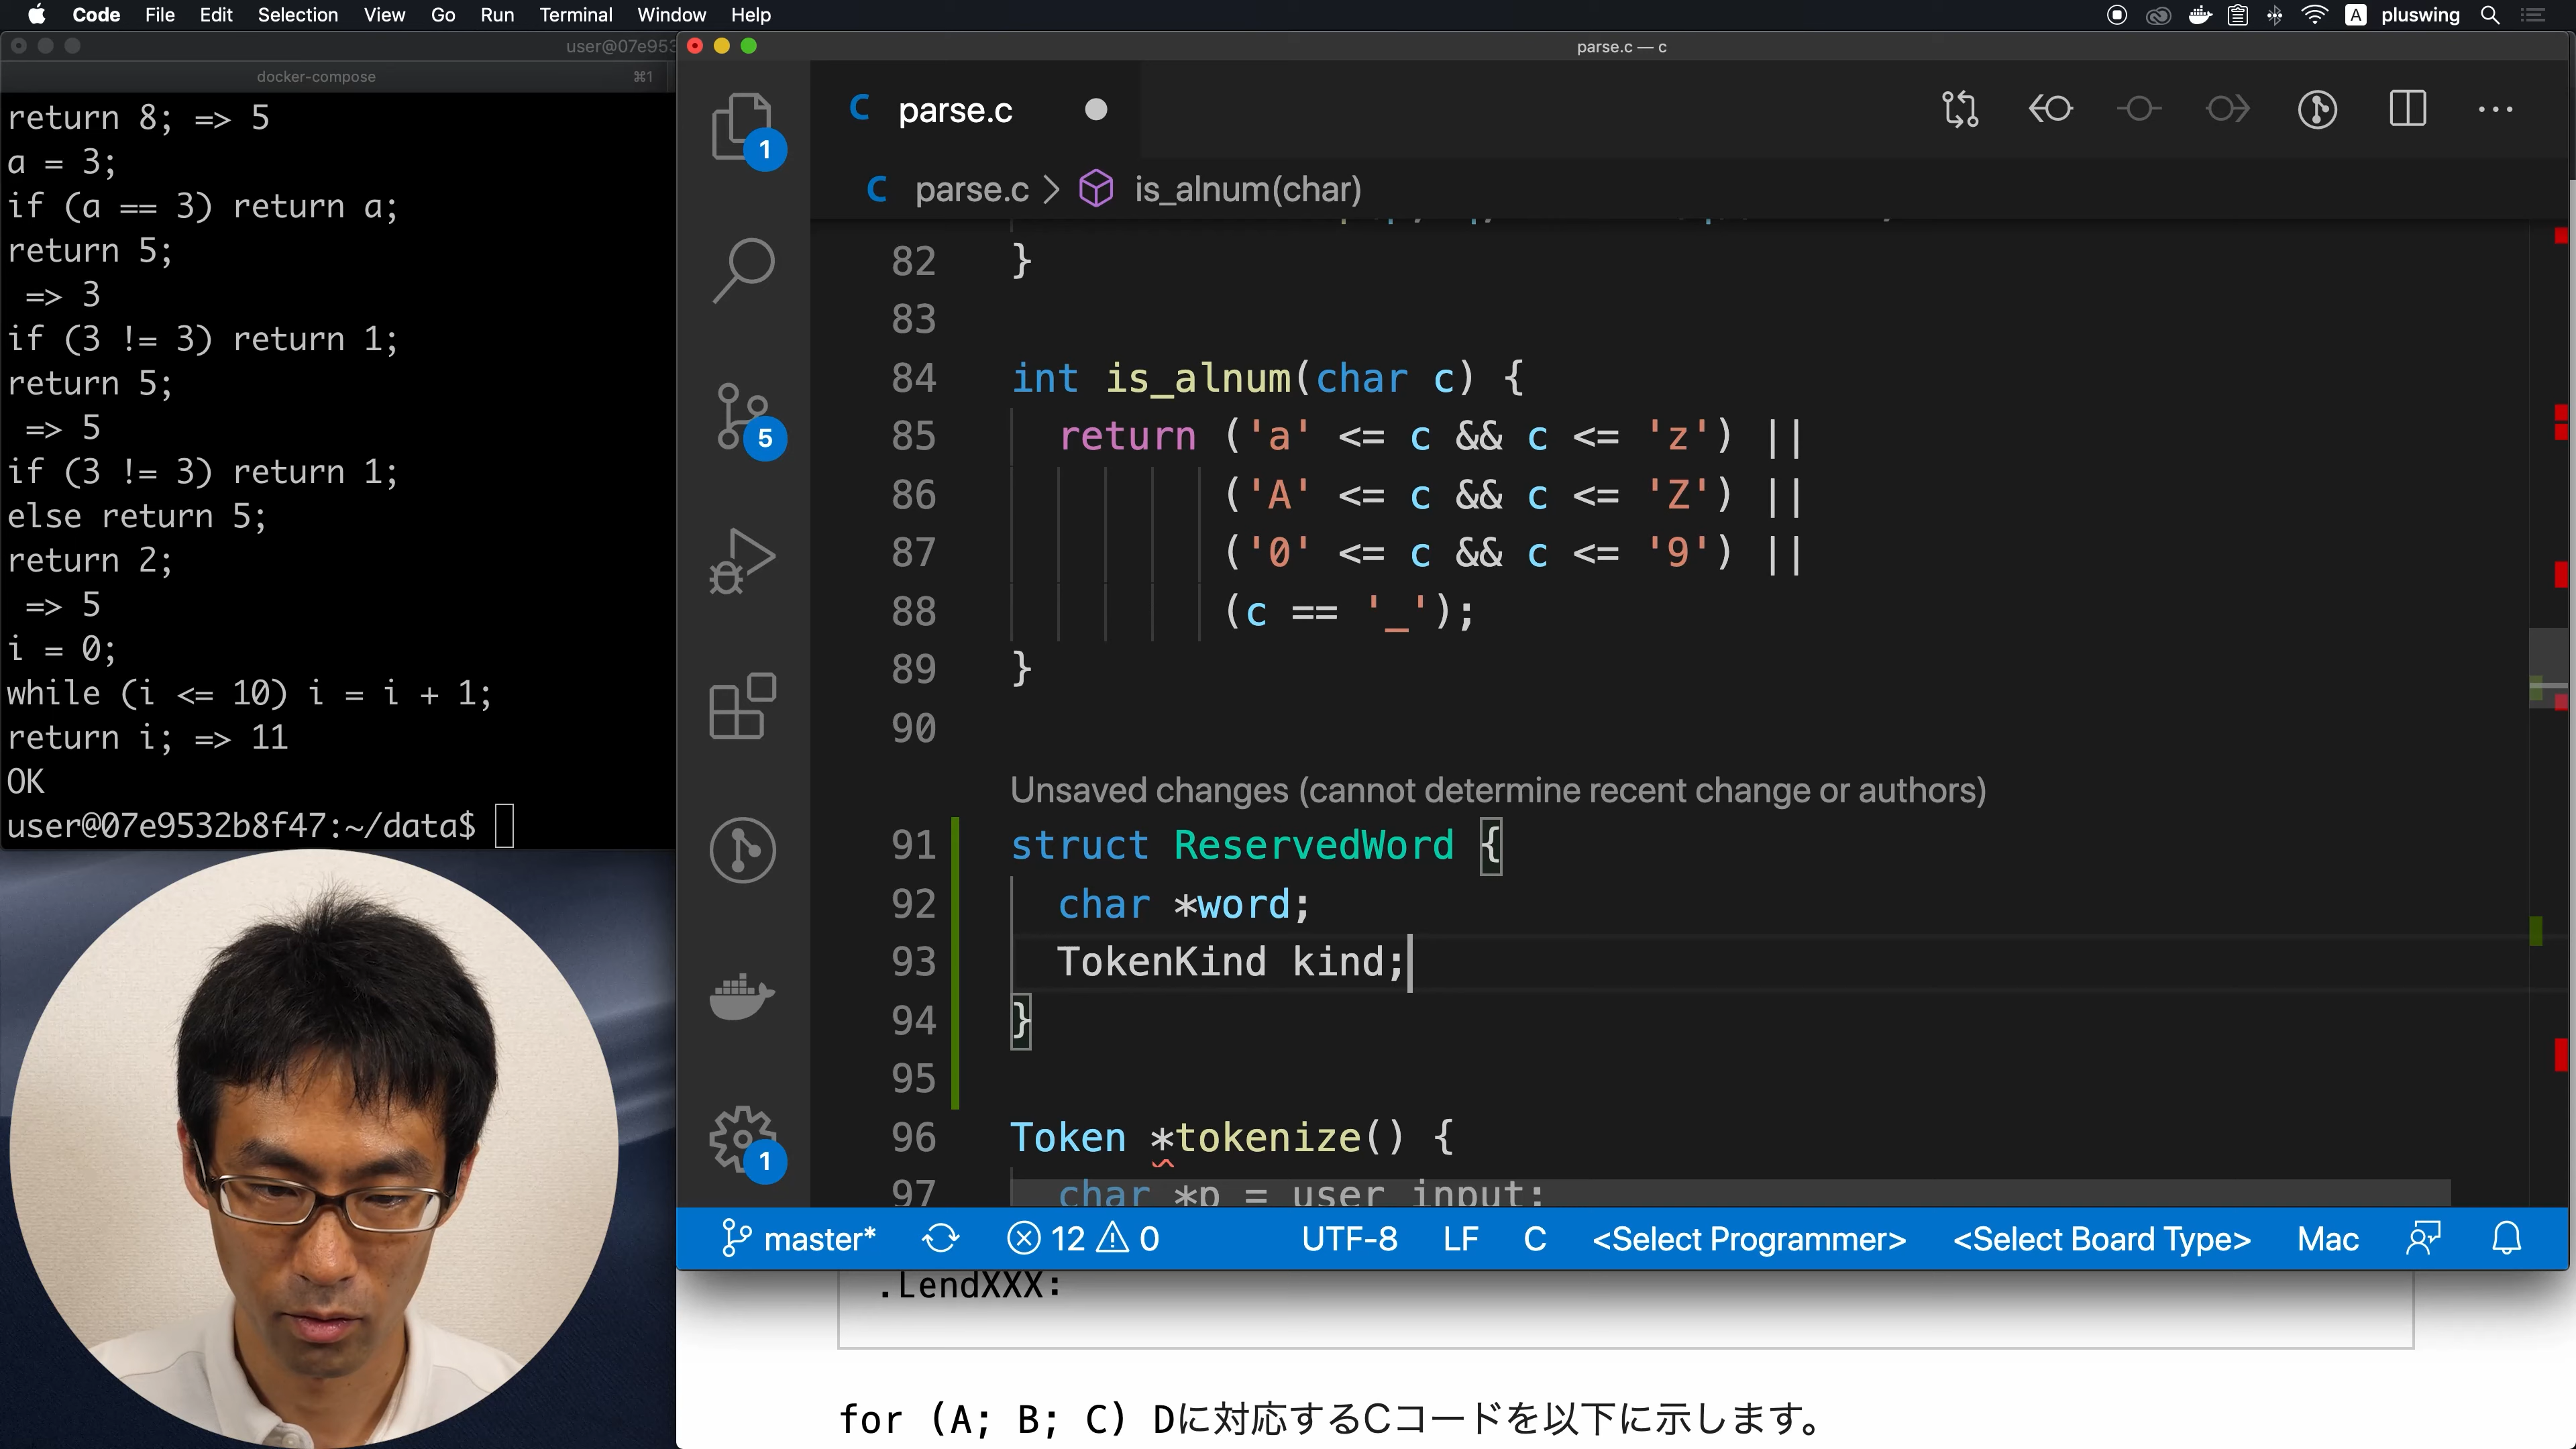 Code File Edit Selection View Go Run Terminal Window Help
A pluswing
user@07e953
docker-compose ⌘1
return 8; => 5
a = 3;
if (a == 3) return a;
return 5;
=> 3
if (3 != 3) return 1;
return 5;
=> 5
if (3 != 3) return 1;
else return 5;
return 2;
=> 5
i = 0;
while (i <= 10) i = i + 1;
return i; => 11
OK
user@07e9532b8f47:~/data$
parse.c — c
1
5
1
C parse.c
C parse.c > is_alnum(char)
82 }
83
84 int is_alnum(char c) {
85 return ('a' <= c && c <= 'z') ||
86 ('A' <= c && c <= 'Z') ||
87 ('0' <= c && c <= '9') ||
88 (c == '_');
89 }
90
Unsaved changes (cannot determine recent change or authors)
91 struct ReservedWord {
92 char *word;
93 TokenKind kind;
94 }
95
96 Token *tokenize() {
97 char *p = user_input;
master* 12 0 UTF-8 LF C <Select Programmer> <Select Board Type> Mac
.LendXXX:
for (A; B; C) Dに対応するCコードを以下に示します。